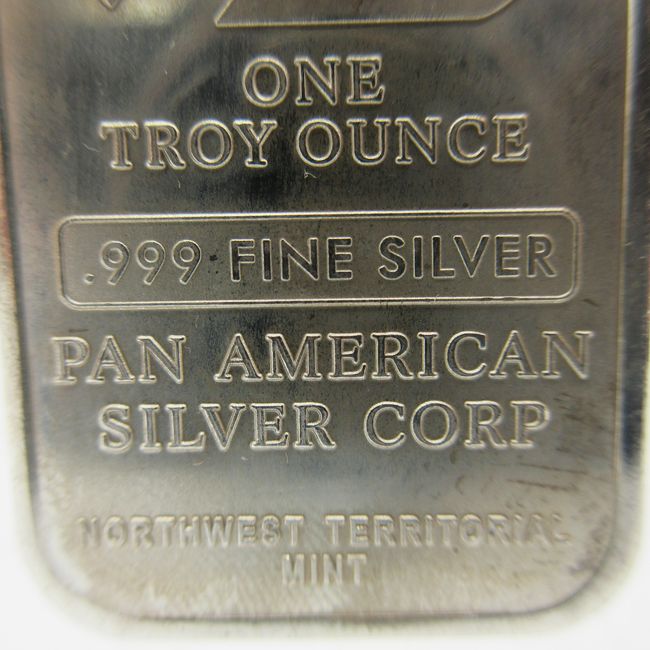 ONE
TROY OUNCE
.999 FINE SILVER
PAN AMERICAN
SILVER CORP
NORTHWEST TERRITORIAL
MINT